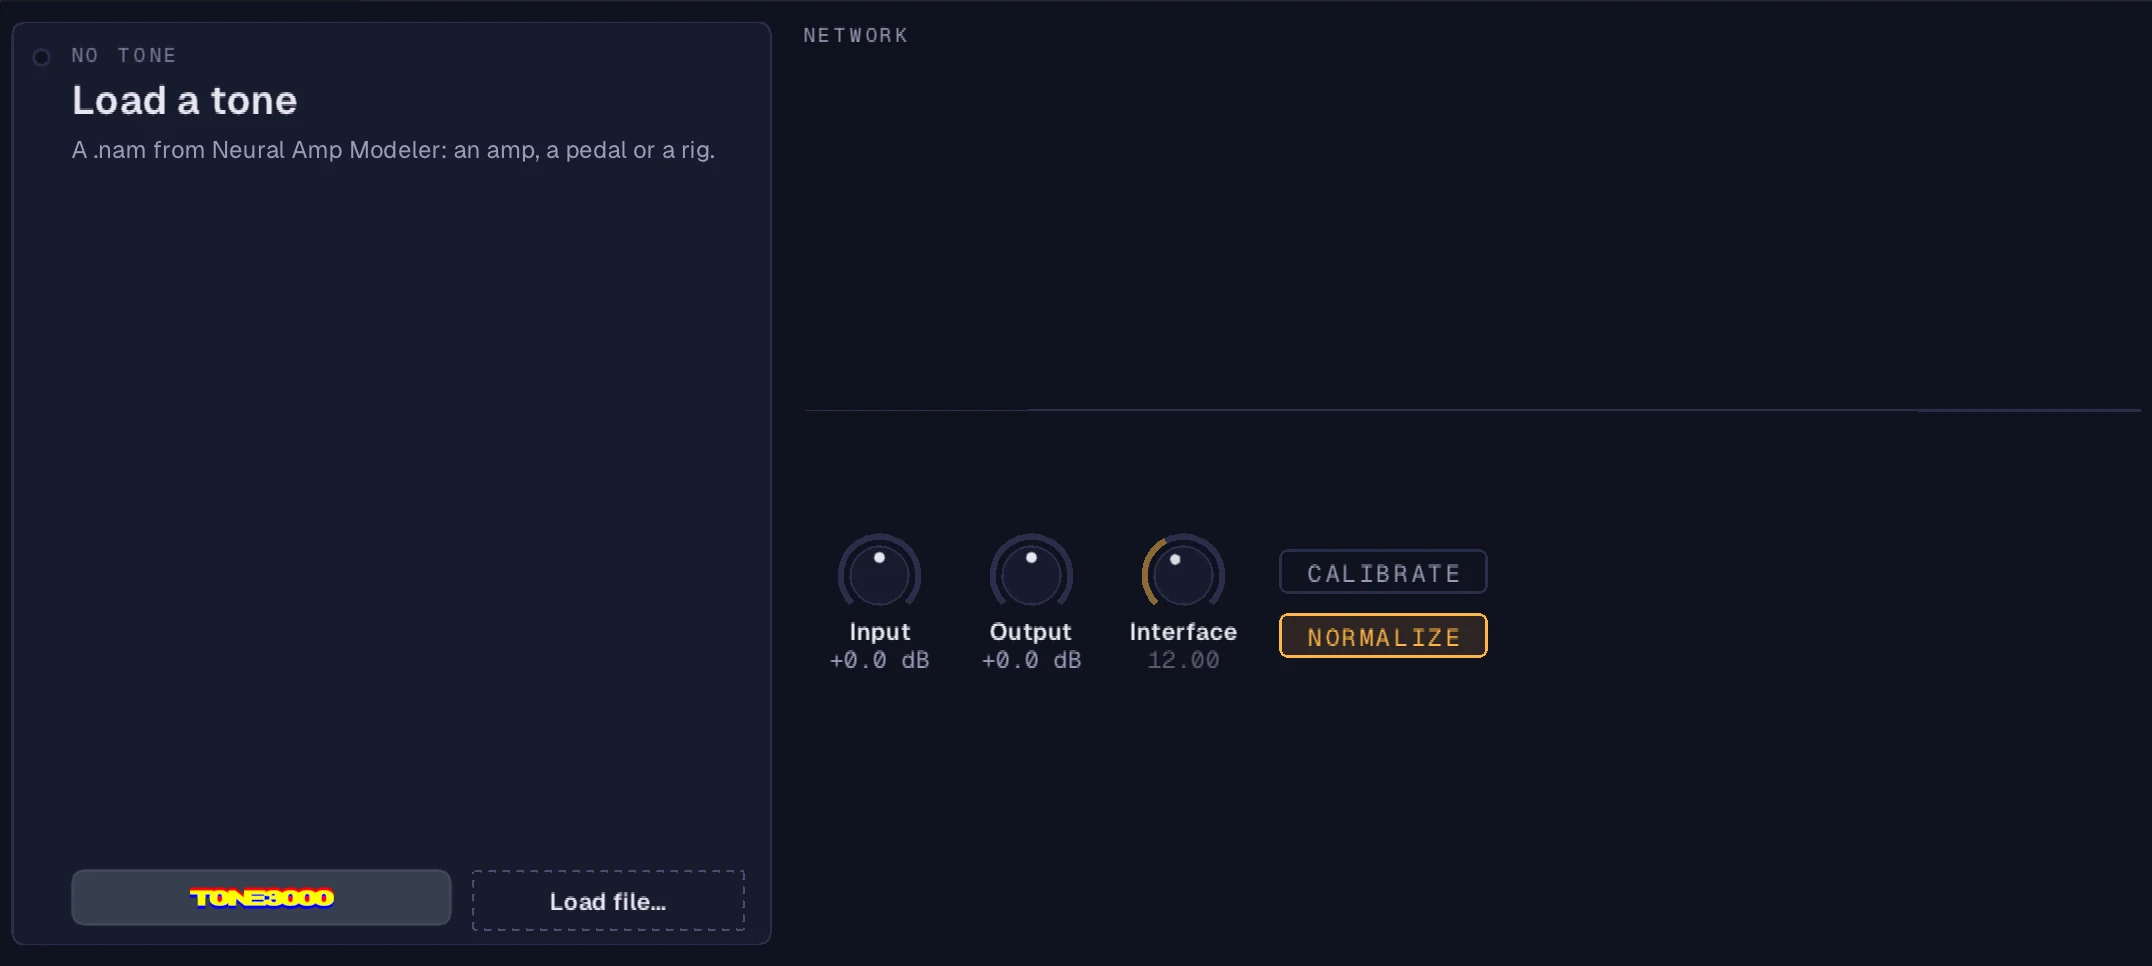 NO TONE
Load a tone
A .nam from Neural Amp Modeler: an amp, a pedal or a rig.
TONE3000
Load file...
NETWORK
Input
+0.0 dB
Output
+0.0 dB
Interface
12.00
CALIBRATE
NORMALIZE